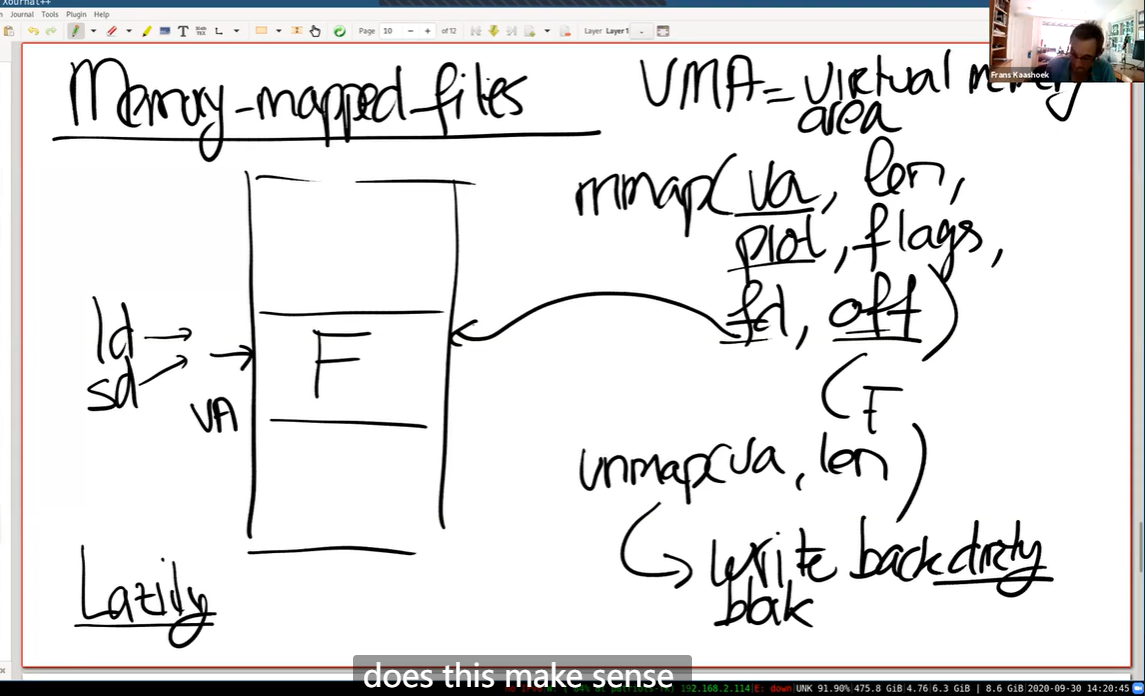 Xournal++
Journal Tools Plugin Help
Page 10 of 12 Layer Layer 1
Frans Kaashoek
Memory-mapped files
VMA = virtual memory
area
mmap(va, len,
prot, flags,
fd, off)
ld
sd
VA
F
F
unmap(va, len)
write back dirty
block
Lazily
does this make sense
192.168.2.114 E: down UNK 91.90% 475.8 GiB 4.76 6.3 GiB | 8.6 GiB 2020-09-30 14:20:45